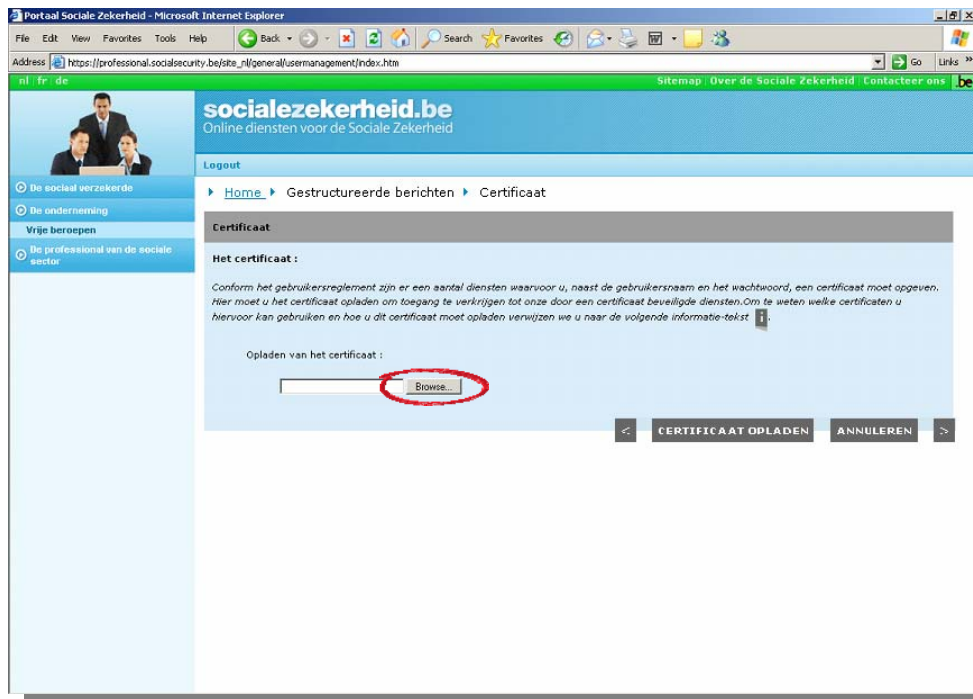 Portaal Sociale Zekerheid - Microsoft Internet Explorer
File Edit View Favorites Tools Help Back Search Favorites
Address https://professional.socialsecurity.be/site_nl/general/usermanagement/index.htm Go Links »
nl fr de Sitemap Over de Sociale Zekerheid Contacteer ons .be
socialezekerheid.be
Online diensten voor de Sociale Zekerheid
Logout
De sociaal verzekerde
De onderneming
Vrije beroepen
De professional van de sociale
sector
Home Gestructureerde berichten Certificaat
Certificaat
Het certificaat :
Conform het gebruikersreglement zijn er een aantal diensten waarvoor u, naast de gebruikersnaam en het wachtwoord, een certificaat moet opgeven.
Hier moet u het certificaat opladen om toegang te verkrijgen tot onze door een certificaat beveiligde diensten.Om te weten welke certificaten u
hiervoor kan gebruiken en hoe u dit certificaat moet opladen verwijzen we u naar de volgende informatie-tekst i.
Opladen van het certificaat :
Browse...
< CERTIFICAAT OPLADEN ANNULEREN >